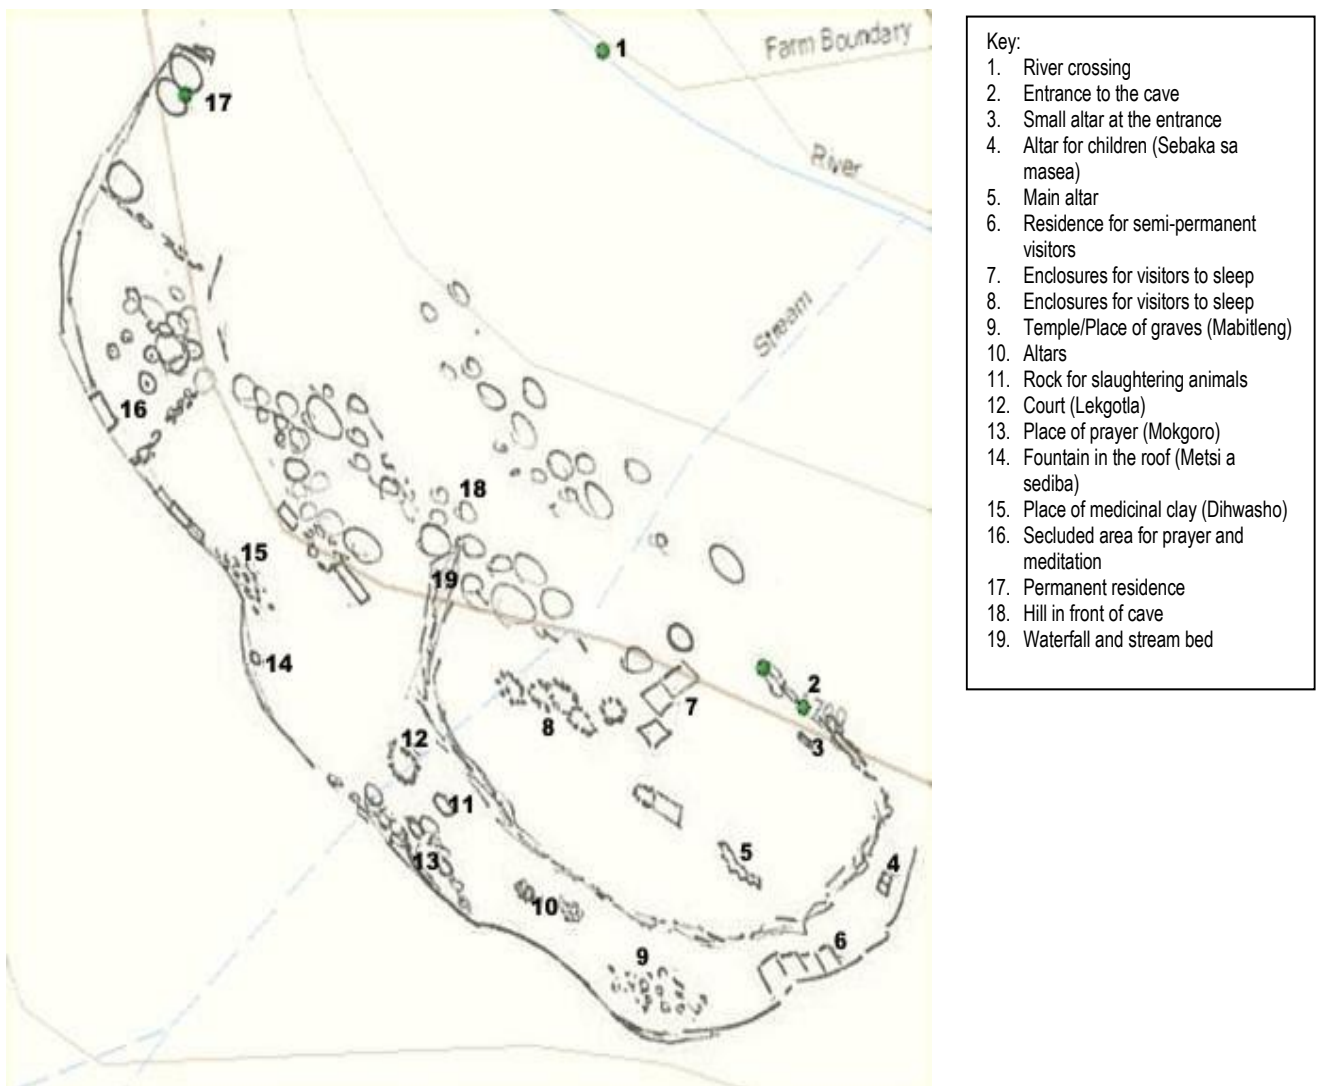 1
Farm Boundary
17
River
Stream
16
18
15
19
14
2
7
8
12
3
11
5
4
13
10
6
9
Key:
1. River crossing
2. Entrance to the cave
3. Small altar at the entrance
4. Altar for children (Sebaka sa
masea)
5. Main altar
6. Residence for semi-permanent
visitors
7. Enclosures for visitors to sleep
8. Enclosures for visitors to sleep
9. Temple/Place of graves (Mabitleng)
10. Altars
11. Rock for slaughtering animals
12. Court (Lekgotla)
13. Place of prayer (Mokgoro)
14. Fountain in the roof (Metsi a
sediba)
15. Place of medicinal clay (Dihwasho)
16. Secluded area for prayer and
meditation
17. Permanent residence
18. Hill in front of cave
19. Waterfall and stream bed